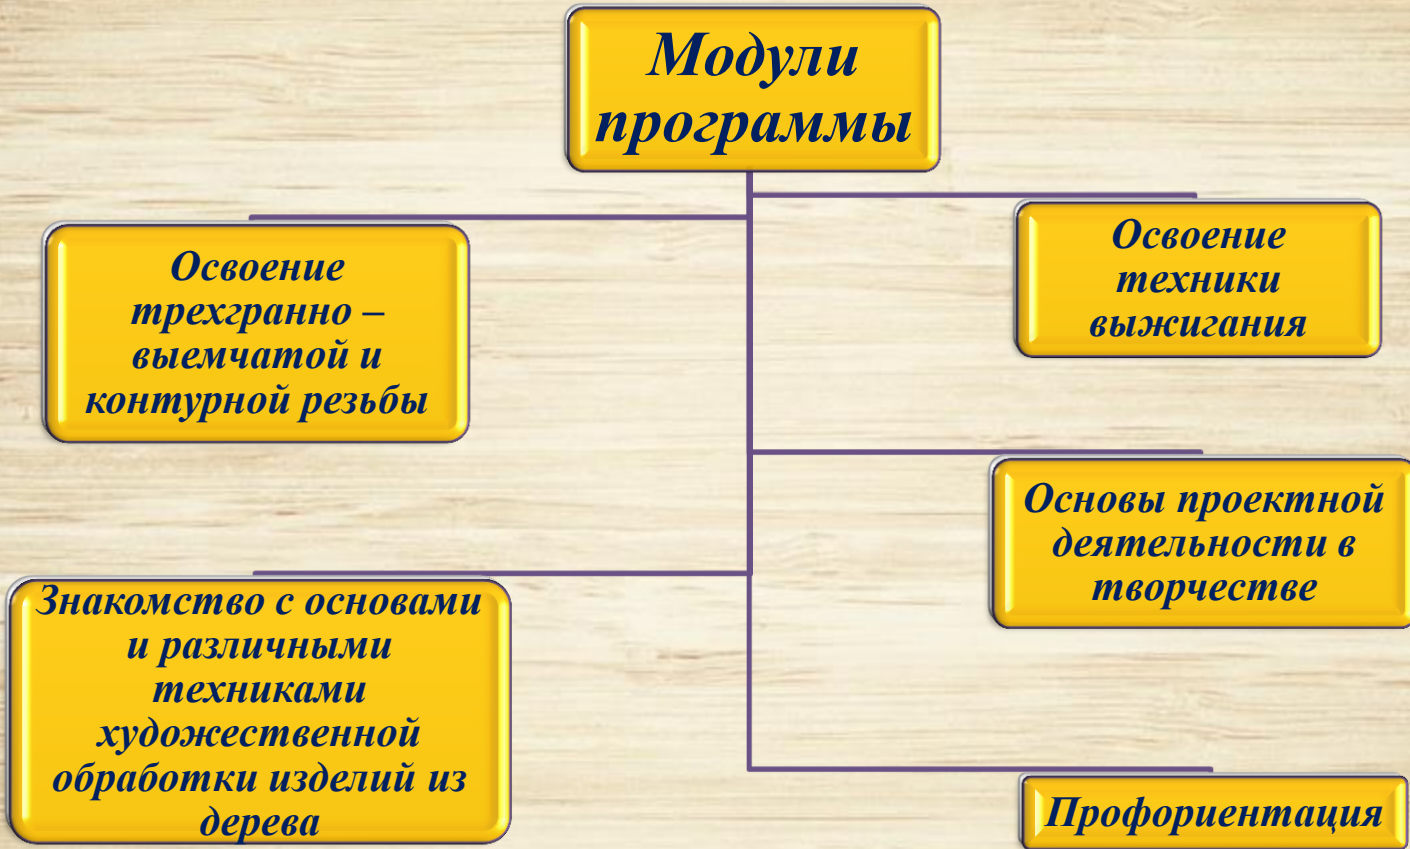 Модули
программы
Освоение
трехгранно –
выемчатой и
контурной резьбы
Освоение
техники
выжигания
Основы проектной
деятельности в
творчестве
Знакомство с основами
и различными
техниками
художественной
обработки изделий из
дерева
Профориентация